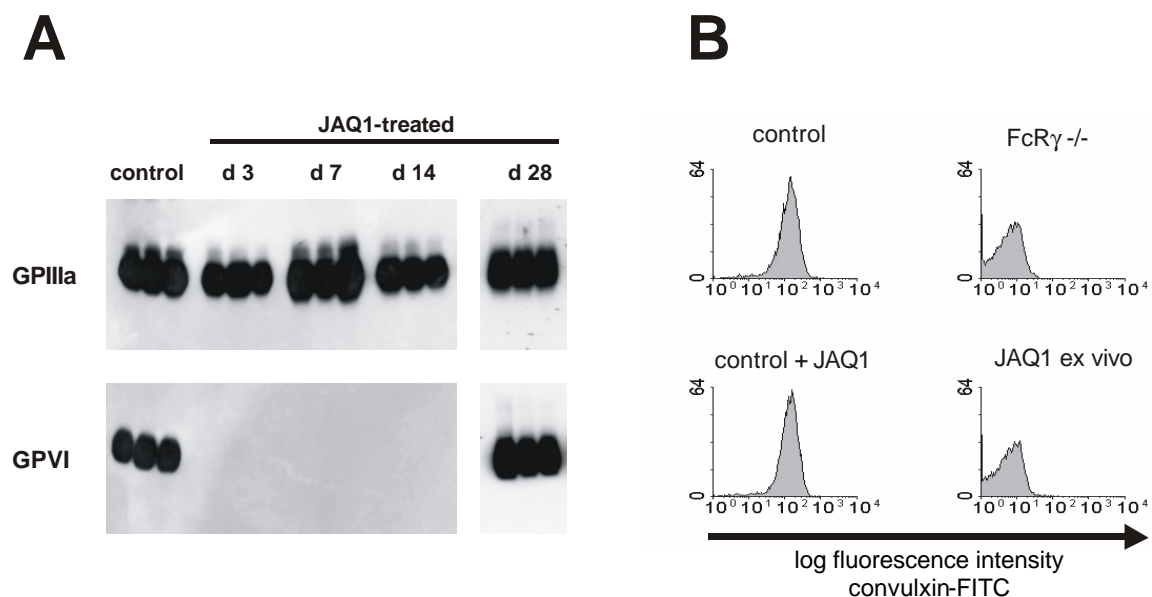 A
JAQ1-treated
control d 3 d 7 d 14 d 28
GPIIIa
GPVI
B
control
64
0
10⁰ 10¹ 10² 10³ 10⁴
FcRγ -/-
64
0
10⁰ 10¹ 10² 10³ 10⁴
control + JAQ1
64
0
10⁰ 10¹ 10² 10³ 10⁴
JAQ1 ex vivo
64
0
10⁰ 10¹ 10² 10³ 10⁴
log fluorescence intensity
convulxin-FITC